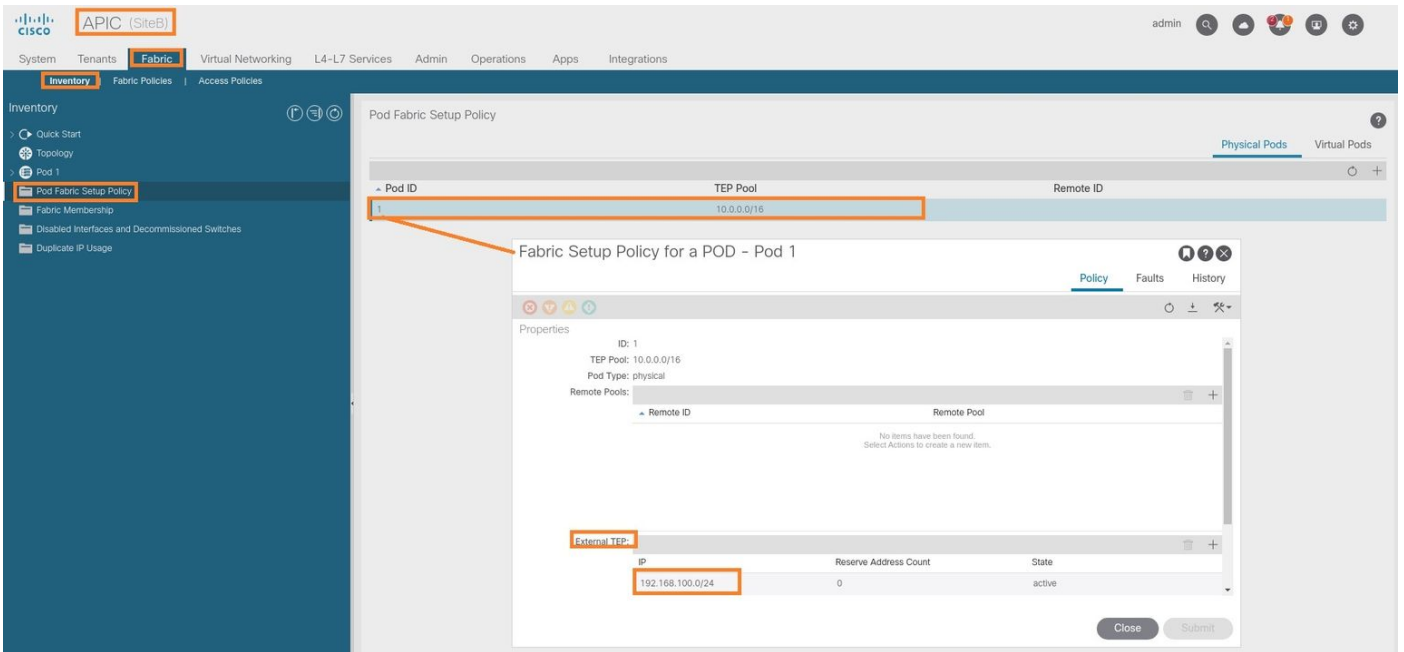 CISCO
APIC (SiteB)
admin
System Tenants Fabric Virtual Networking L4-L7 Services Admin Operations Apps Integrations
Inventory | Fabric Policies | Access Policies
Inventory
Quick Start
Topology
Pod 1
Pod Fabric Setup Policy
Fabric Membership
Disabled Interfaces and Decommissioned Switches
Duplicate IP Usage
Pod Fabric Setup Policy
Physical Pods Virtual Pods
Pod ID TEP Pool Remote ID
1 10.0.0.0/16
Fabric Setup Policy for a POD - Pod 1
Policy Faults History
Properties
ID: 1
TEP Pool: 10.0.0.0/16
Pod Type: physical
Remote Pools:
Remote ID Remote Pool
No items have been found.
Select Actions to create a new item.
External TEP:
IP Reserve Address Count State
192.168.100.0/24 0 active
Close Submit